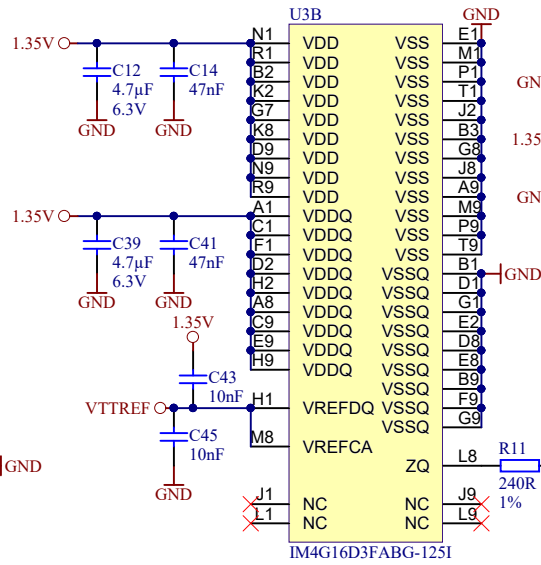 U3B
GND
1.35V
N1 VDD VSS E1
R1 VDD VSS M1
C12 C14 B2 VDD VSS P1
4.7µF 47nF K2 VDD VSS T1 GN
6.3V G7 VDD VSS J2
GND GND K8 VDD VSS B3 1.35
D9 VDD VSS G8
N9 VDD VSS J8
R9 VDD VSS A9 GN
1.35V A1 VDDQ VSS M9
C1 VDDQ VSS P9
C39 C41 F1 VDDQ VSS T9
4.7µF 47nF D2 VDDQ VSSQ B1 GND
6.3V H2 VDDQ VSSQ D1
GND GND A8 VDDQ VSSQ G1
1.35V C9 VDDQ VSSQ E2
E9 VDDQ VSSQ D8
H9 VDDQ VSSQ E8
C43 VSSQ B9
10nF
VTTREF H1 VREFDQ VSSQ F9
VSSQ G9
C45 M8 VREFCA
10nF
GND ZQ L8 R11
240R
1%
GND
J1 NC NC J9
L1 NC NC L9
IM4G16D3FABG-125I